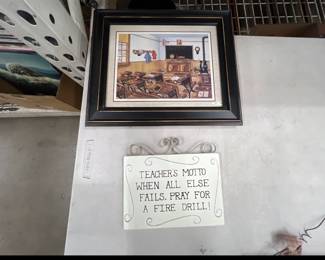 TEACHERS MOTTO
WHEN ALL ELSE
FAILS, PRAY FOR
A FIRE DRILL!